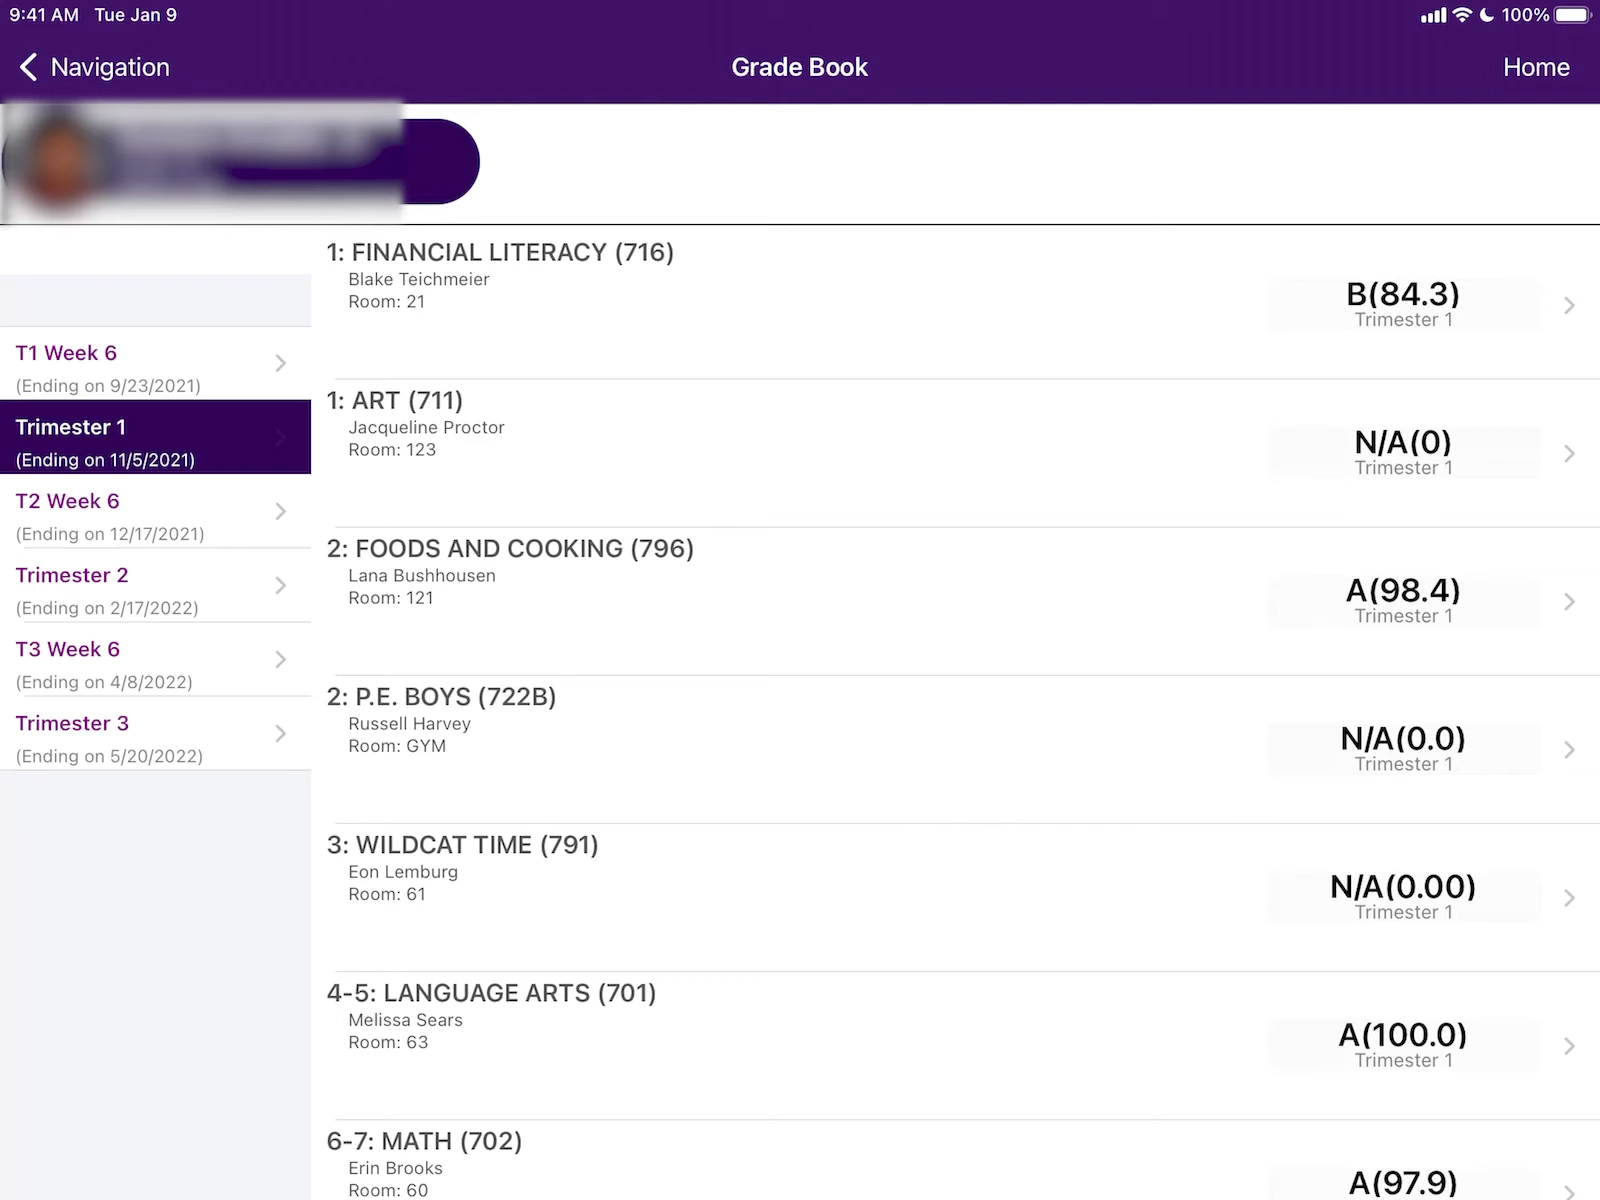 9:41 AM Tue Jan 9
100%
Navigation
Grade Book
Home
T1 Week 6
(Ending on 9/23/2021)
Trimester 1
(Ending on 11/5/2021)
T2 Week 6
(Ending on 12/17/2021)
Trimester 2
(Ending on 2/17/2022)
T3 Week 6
(Ending on 4/8/2022)
Trimester 3
(Ending on 5/20/2022)
1: FINANCIAL LITERACY (716)
Blake Teichmeier
Room: 21
B(84.3)
Trimester 1
1: ART (711)
Jacqueline Proctor
Room: 123
N/A(0)
Trimester 1
2: FOODS AND COOKING (796)
Lana Bushhousen
Room: 121
A(98.4)
Trimester 1
2: P.E. BOYS (722B)
Russell Harvey
Room: GYM
N/A(0.0)
Trimester 1
3: WILDCAT TIME (791)
Eon Lemburg
Room: 61
N/A(0.00)
Trimester 1
4-5: LANGUAGE ARTS (701)
Melissa Sears
Room: 63
A(100.0)
Trimester 1
6-7: MATH (702)
Erin Brooks
Room: 60
A(97.9)